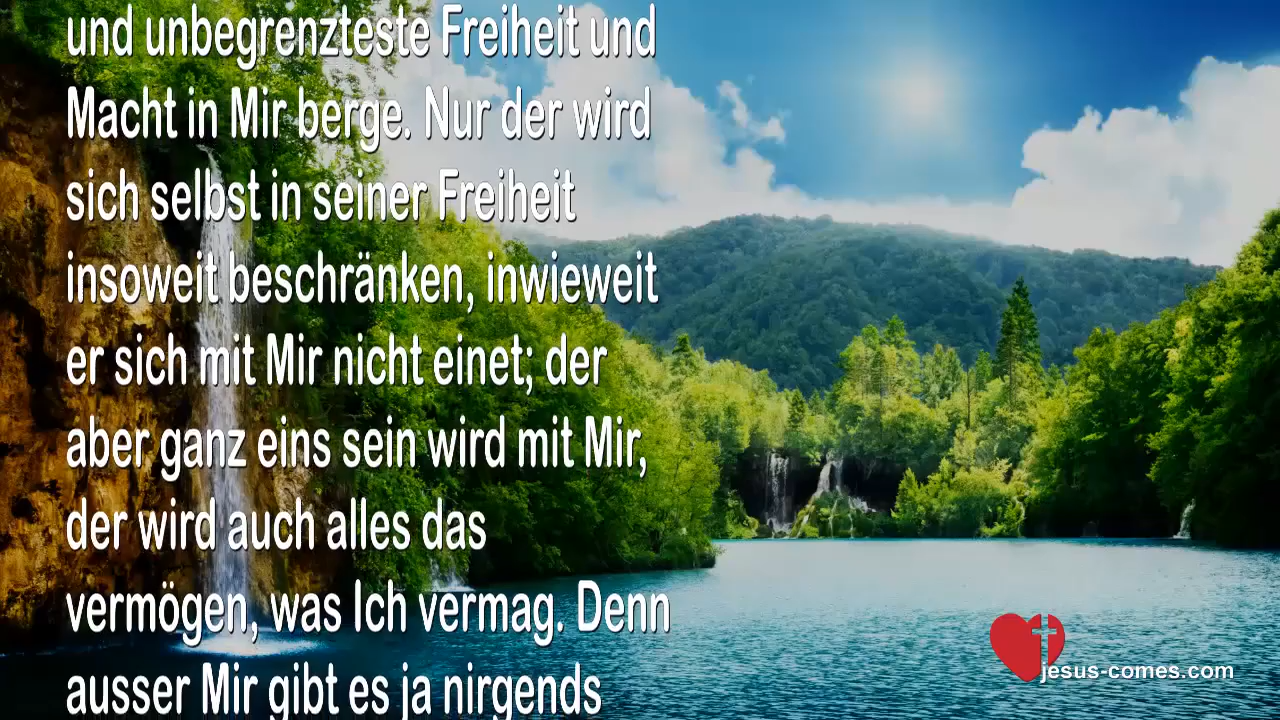 und unbegrenzteste Freiheit und
Macht in Mir berge. Nur der wird
sich selbst in seiner Freiheit
insoweit beschränken, inwieweit
er sich mit Mir nicht einet; der
aber ganz eins sein wird mit Mir,
der wird auch alles das
vermögen, was Ich vermag. Denn
ausser Mir gibt es ja nirgends
jesus-comes.com